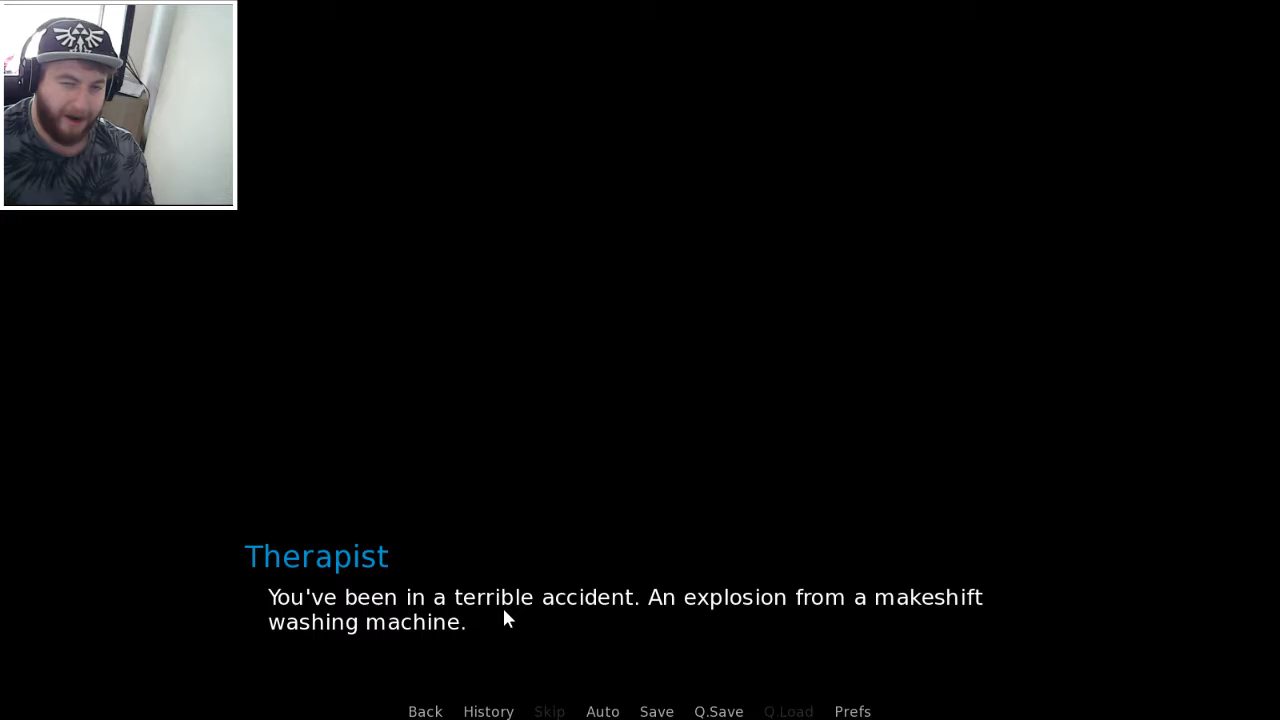 Therapist
You've been in a terrible accident. An explosion from a makeshift
washing machine.
Back History Skip Auto Save Q.Save Q.Load Prefs